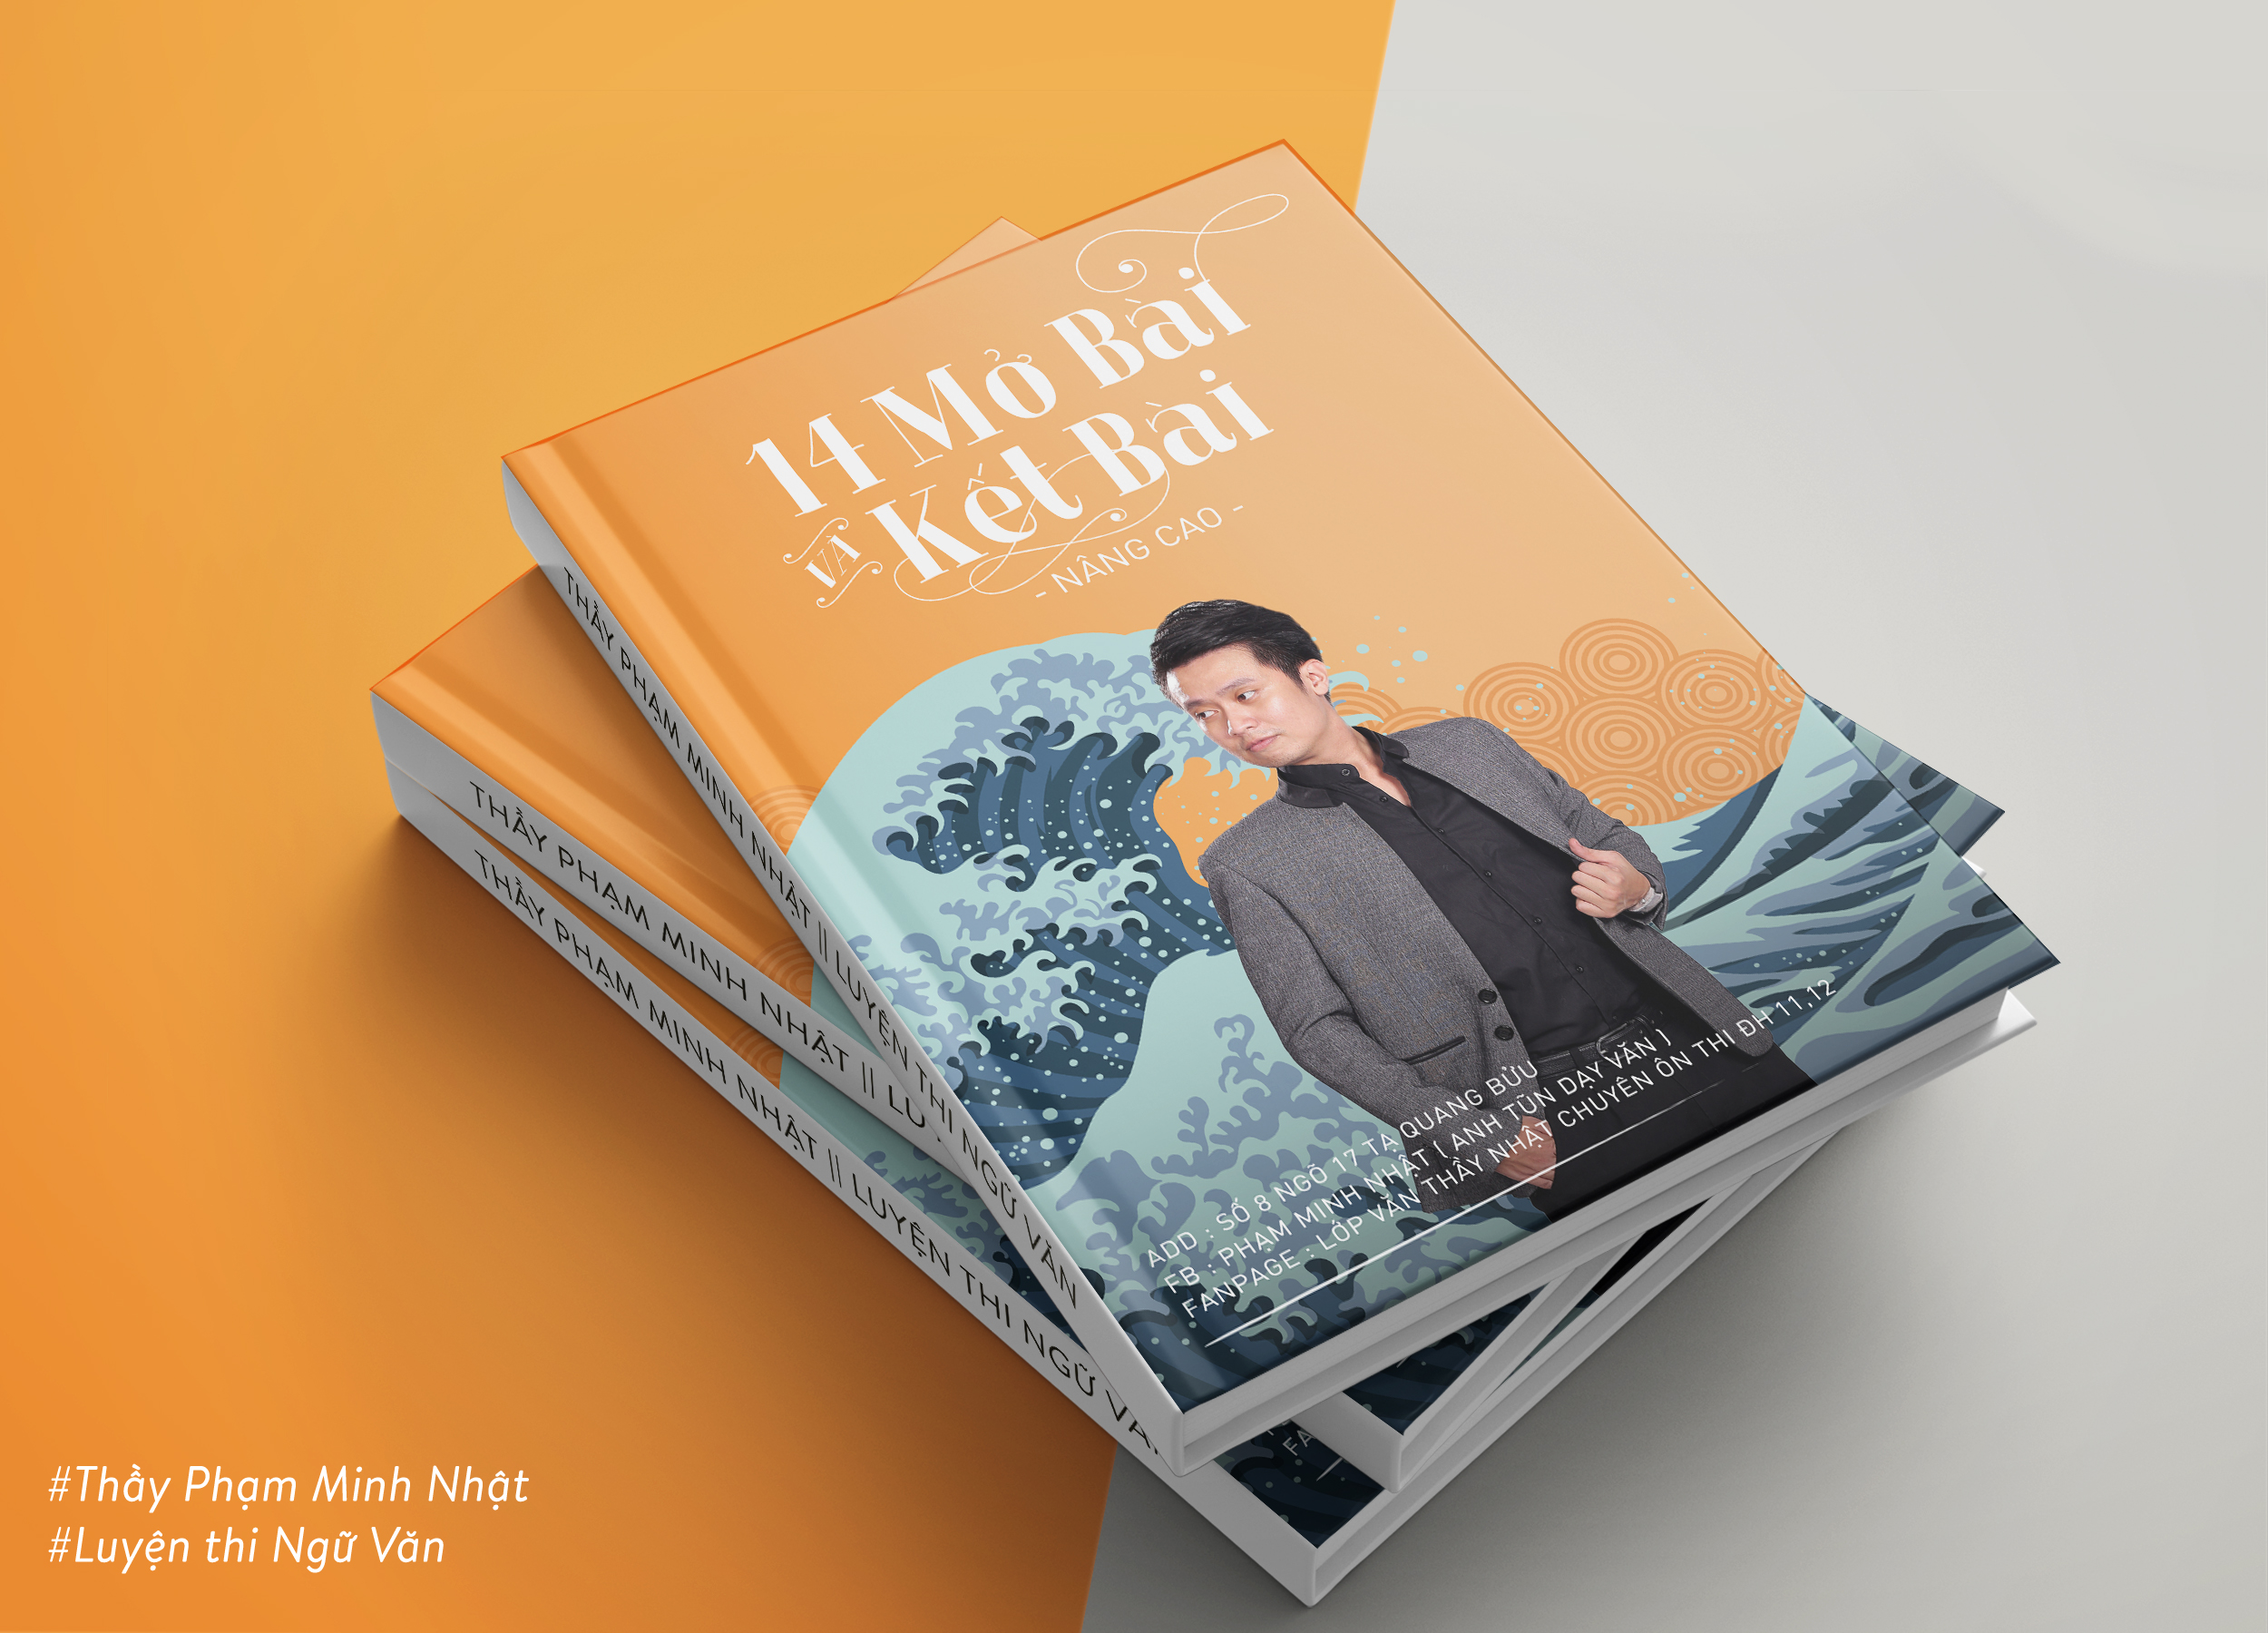 14 Mở Bài
VÀ Kết Bài
- NÂNG CAO -
ADD : SỐ 8 NGÕ 17 TẠ QUANG BỬU
FB : PHẠM MINH NHẬT ( ANH TŨN DẠY VĂN )
FANPAGE : LỚP VĂN THẦY NHẬT CHUYÊN ÔN THI ĐH 11,12
THẦY PHẠM MINH NHẬT || LUYỆN THI NGỮ VĂN
THẦY PHẠM MINH NHẬT || LU
THẦY PHẠM MINH NHẬT || LUYỆN THI NGỮ VĂ
#Thầy Phạm Minh Nhật
#Luyện thi Ngữ Văn